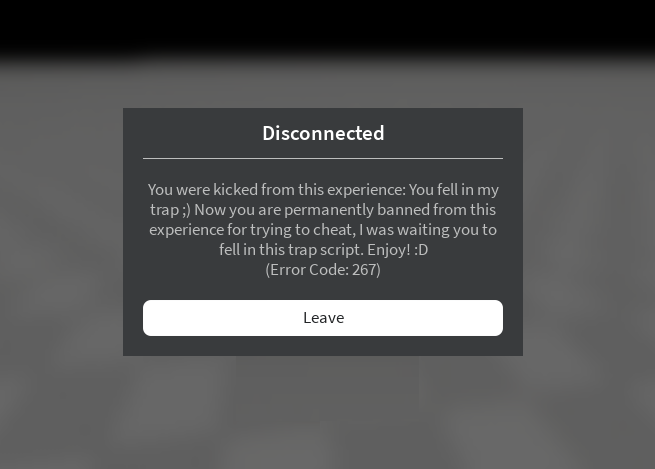 Disconnected
You were kicked from this experience: You fell in my
trap ;) Now you are permanently banned from this
experience for trying to cheat, I was waiting you to
fell in this trap script. Enjoy! :D
(Error Code: 267)
Leave